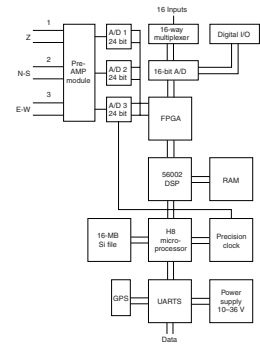 16 Inputs
1
Z
2
N-S
3
E-W
Pre-
AMP
module
A/D 1
24 bit
A/D 2
24 bit
A/D 3
24 bit
16-way
multiplexer
Digital I/O
16-bit A/D
FPGA
56002
DSP
RAM
16-MB
Si file
H8
micro-
processor
Precision
clock
GPS
UARTS
Power
supply
10–36 V
Data